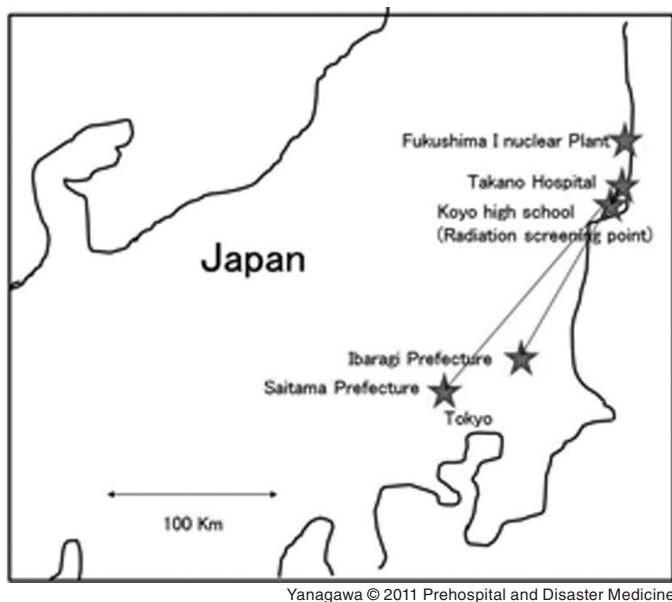 Fukushima I nuclear Plant
Takano Hospital
Koyo high school
(Radiation screening point)
Japan
Ibaragi Prefecture
Saitama Prefecture
Tokyo
100 Km
Yanagawa © 2011 Prehospital and Disaster Medicine